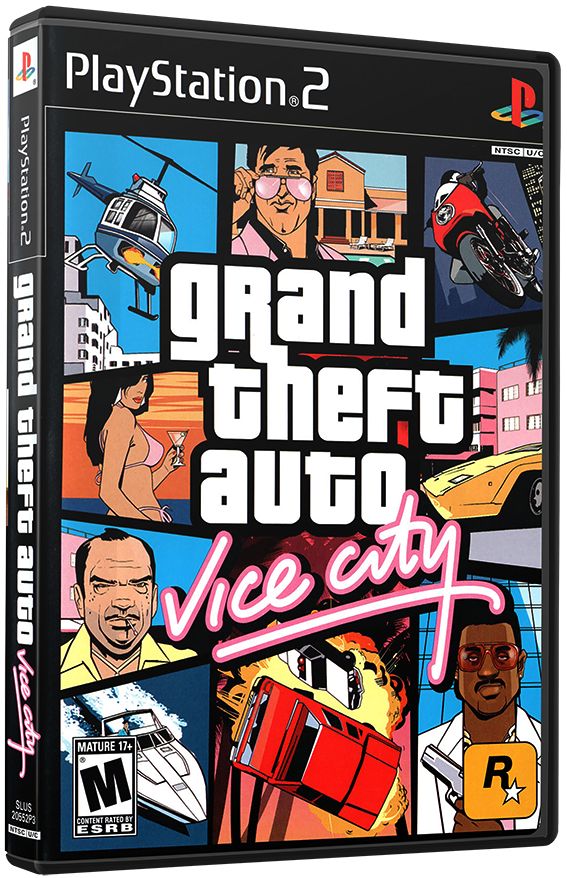 PlayStation®2
NTSC U/C
grand
theft
auto
Vice City
MATURE 17+
M
®
CONTENT RATED BY
ESRB
R
PlayStation®2
grand theft auto Vice City
SLUS
20552P3
NTSC U/C